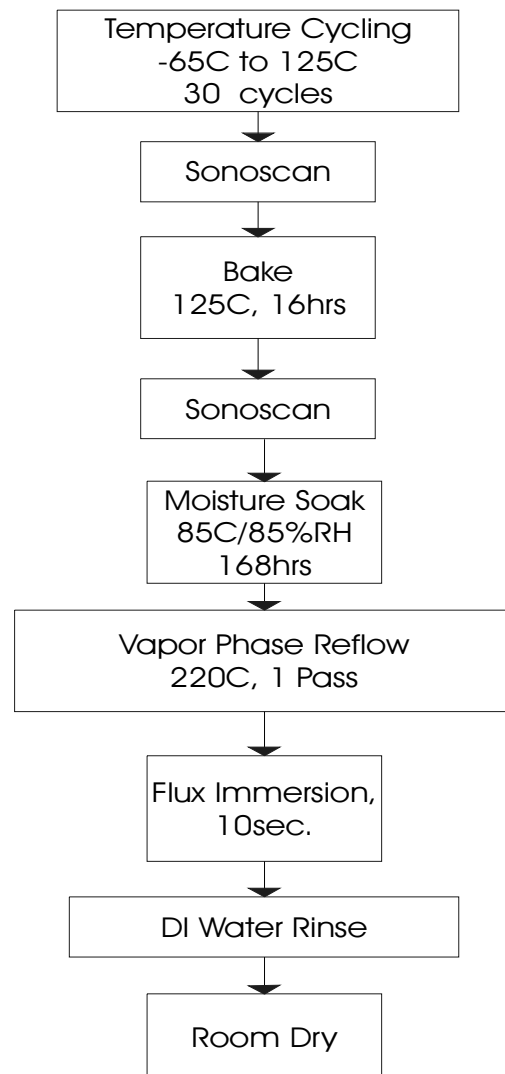 Temperature Cycling
-65C to 125C
30 cycles
Sonoscan
Bake
125C, 16hrs
Sonoscan
Moisture Soak
85C/85%RH
168hrs
Vapor Phase Reflow
220C, 1 Pass
Flux Immersion,
10sec.
DI Water Rinse
Room Dry